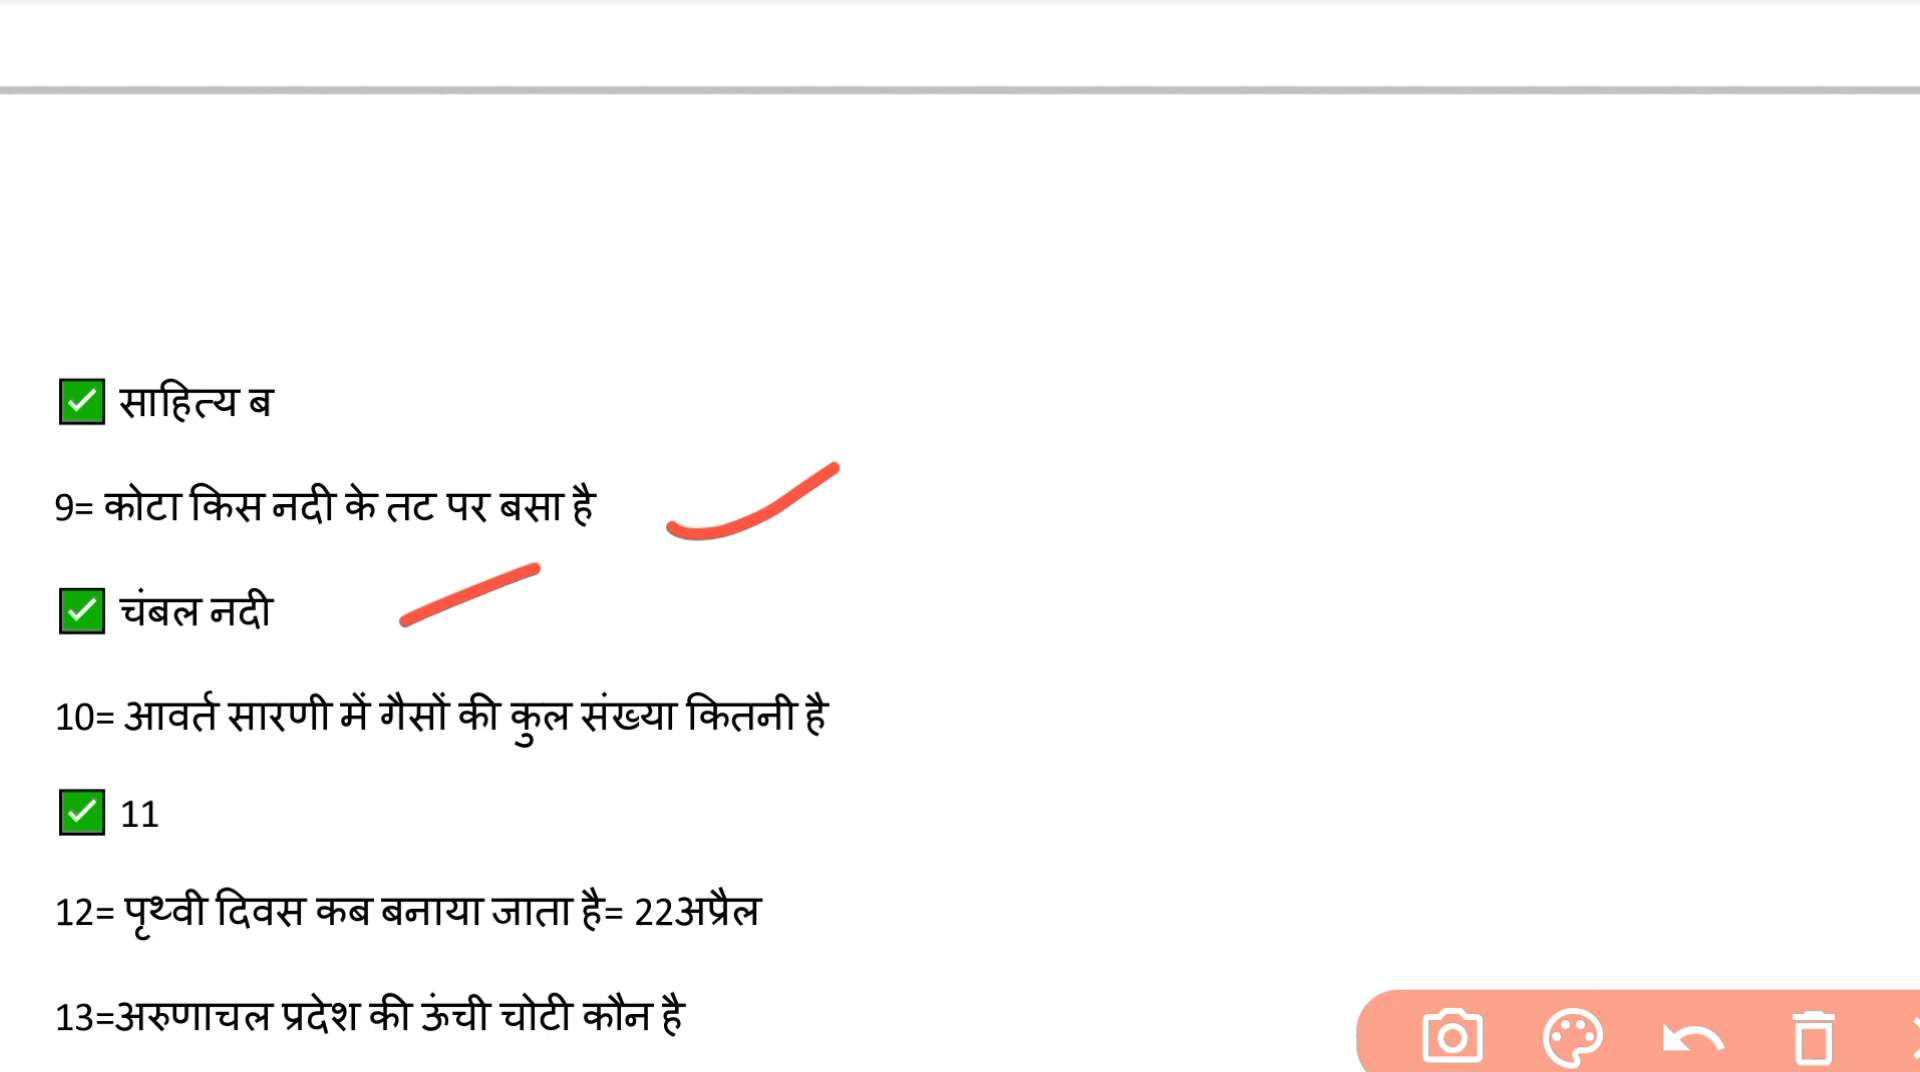 ✅ साहित्य ब
9= कोटा किस नदी के तट पर बसा है
✅ चंबल नदी
10= आवर्त सारणी में गैसों की कुल संख्या कितनी है
✅ 11
12= पृथ्वी दिवस कब बनाया जाता है= 22अप्रैल
13=अरुणाचल प्रदेश की ऊंची चोटी कौन है